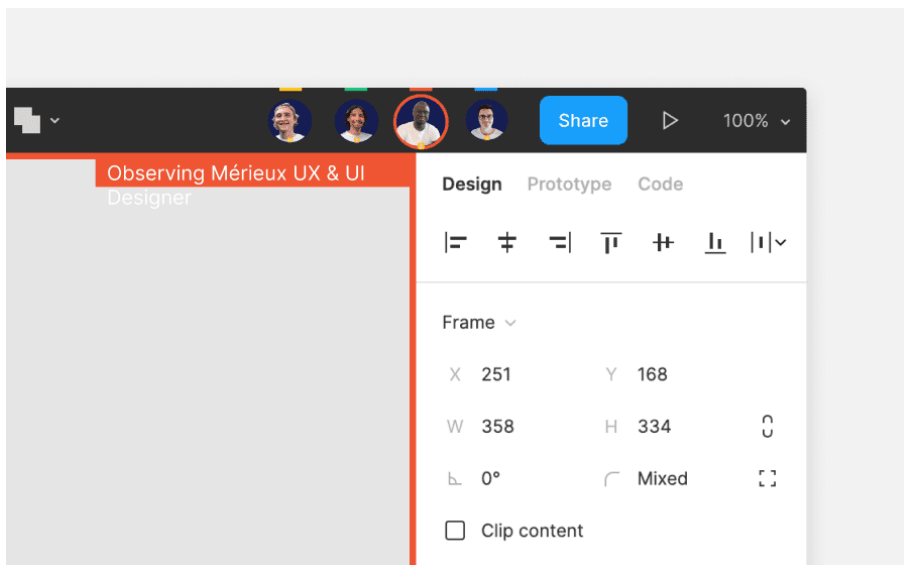 Share
100%
Observing Mérieux UX & UI
Designer
Design Prototype Code
Frame
X 251 Y 168
W 358 H 334
0° Mixed
Clip content